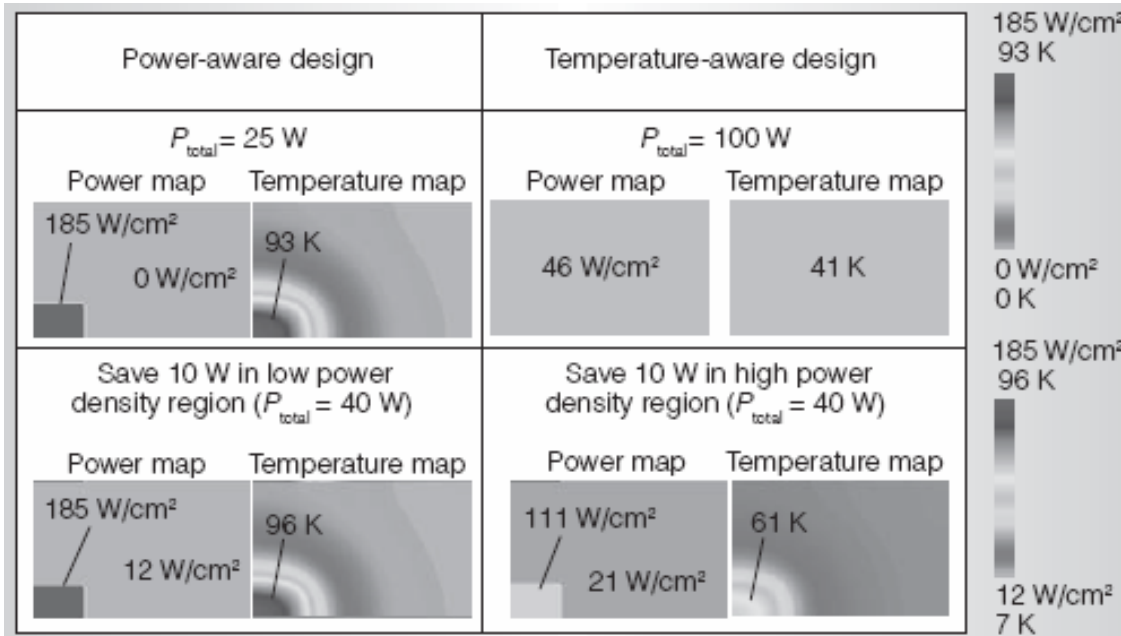 Power-aware design
Temperature-aware design
P_total = 25 W
Power map Temperature map
185 W/cm²
0 W/cm²
93 K
P_total = 100 W
Power map Temperature map
46 W/cm²
41 K
Save 10 W in low power
density region (P_total = 40 W)
Power map Temperature map
185 W/cm²
12 W/cm²
96 K
Save 10 W in high power
density region (P_total = 40 W)
Power map Temperature map
111 W/cm²
21 W/cm²
61 K
185 W/cm²
93 K
0 W/cm²
0 K
185 W/cm²
96 K
12 W/cm²
7 K